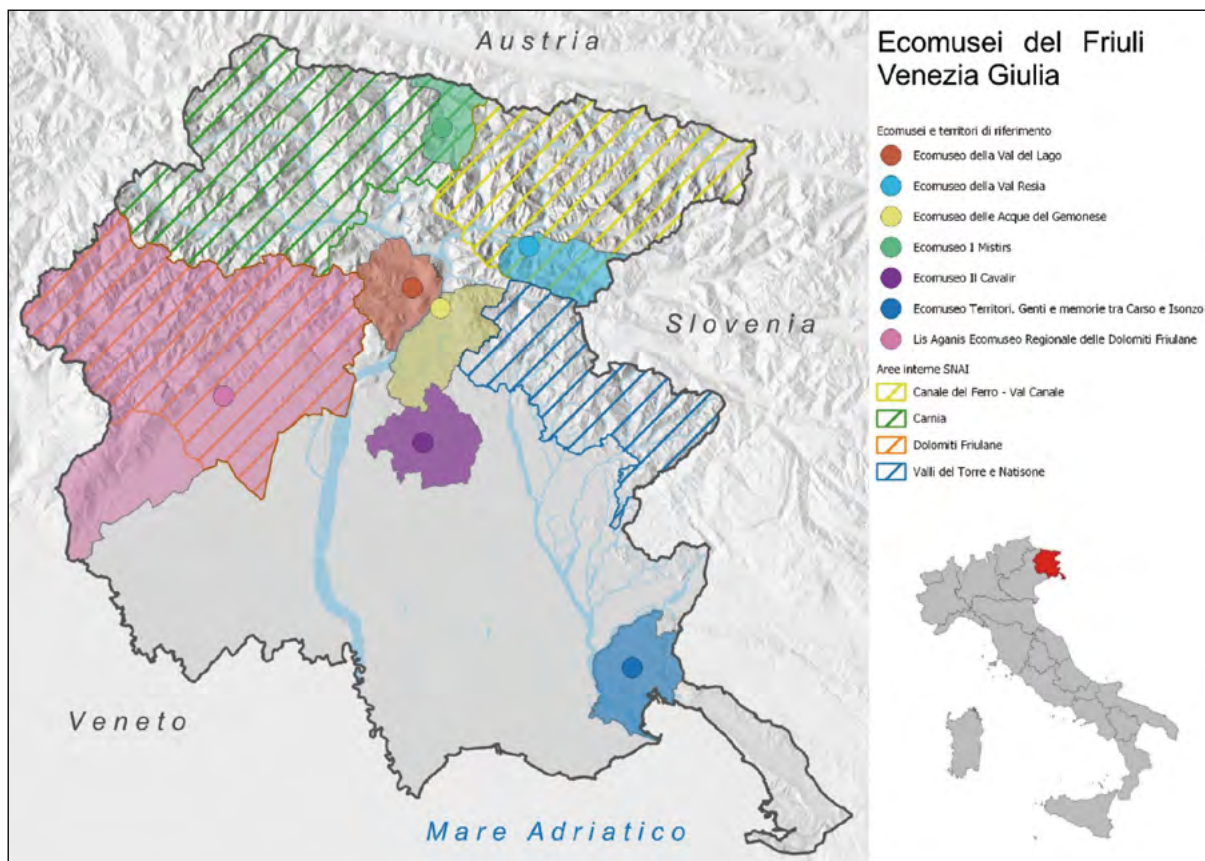 Austria
Slovenia
Veneto
Mare Adriatico
Ecomusei del Friuli
Venezia Giulia
Ecomusei e territori di riferimento
Ecomuseo della Val del Lago
Ecomuseo della Val Resia
Ecomuseo delle Acque del Gemonese
Ecomuseo I Mistirs
Ecomuseo Il Cavalir
Ecomuseo Territori. Genti e memorie tra Carso e Isonzo
Lis Aganis Ecomuseo Regionale delle Dolomiti Friulane
Aree interne SNAI
Canale del Ferro - Val Canale
Carnia
Dolomiti Friulane
Valli del Torre e Natisone